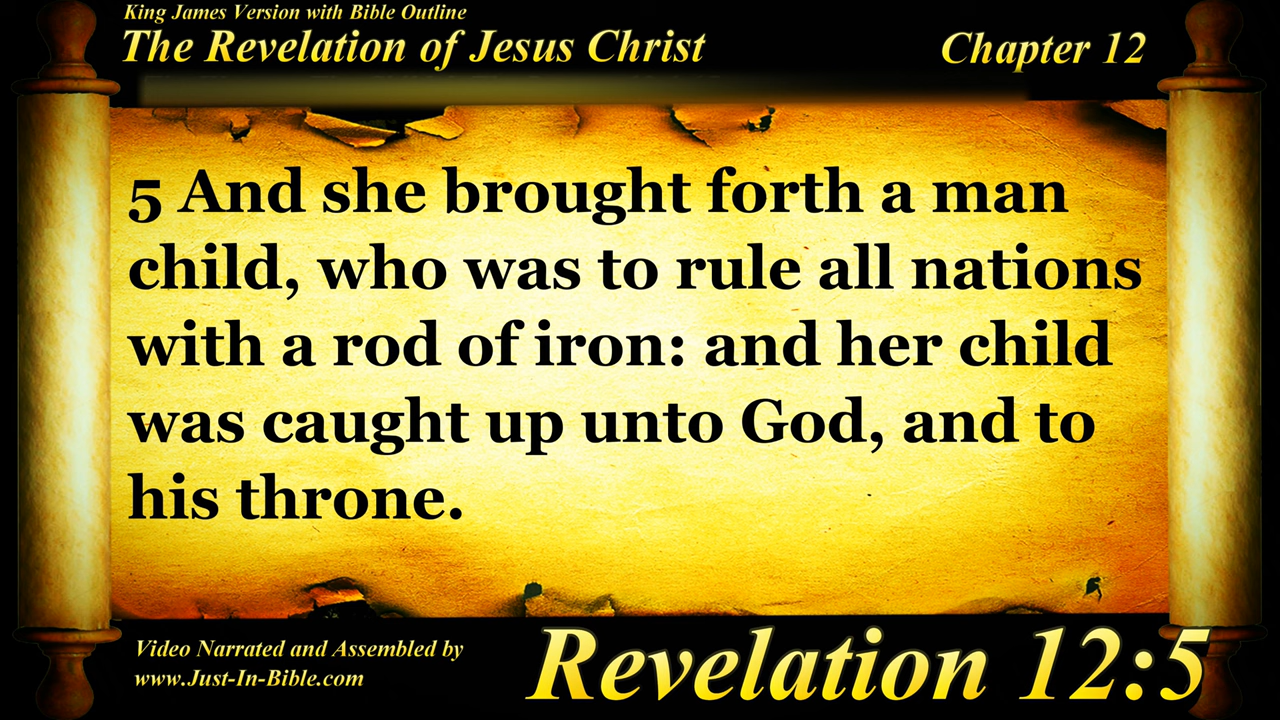 King James Version with Bible Outline
The Revelation of Jesus Christ
Chapter 12
5 And she brought forth a man
child, who was to rule all nations
with a rod of iron: and her child
was caught up unto God, and to
his throne.
Video Narrated and Assembled by
www.Just-In-Bible.com
Revelation 12:5